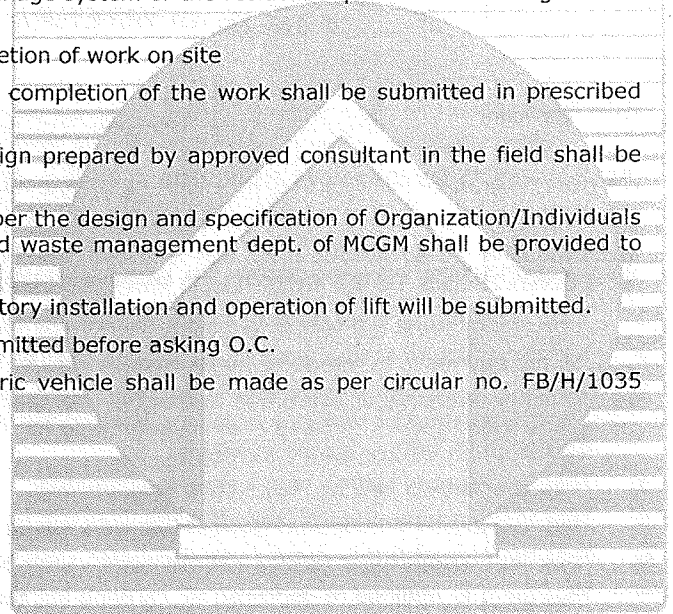 etion of work on site
completion of the work shall be submitted in prescribed
ign prepared by approved consultant in the field shall be
per the design and specification of Organization/Individuals
d waste management dept. of MCGM shall be provided to
tory installation and operation of lift will be submitted.
mitted before asking O.C.
ric vehicle shall be made as per circular no. FB/H/1035